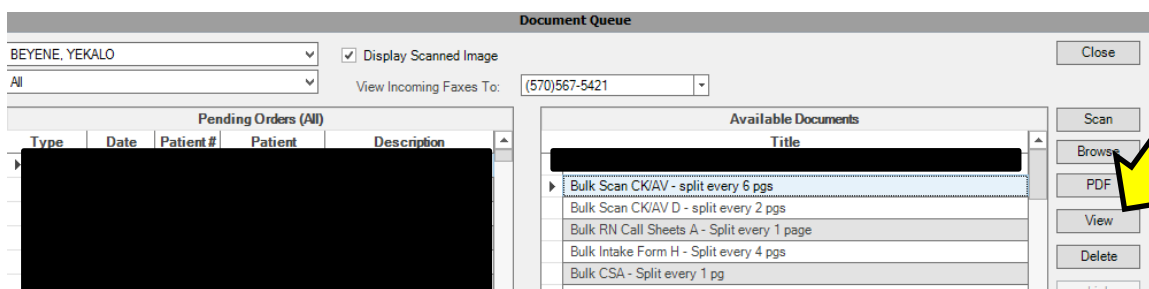 Document Queue
BEYENE, YEKALO
Display Scanned Image
Close
All
View Incoming Faxes To: (570)567-5421
Pending Orders (All)
Available Documents
Scan
Type Date Patient# Patient Description
Title
Browse
Bulk Scan CK/AV - split every 6 pgs
PDF
Bulk Scan CK/AV D - split every 2 pgs
View
Bulk RN Call Sheets A - Split every 1 page
Bulk Intake Form H - Split every 4 pgs
Delete
Bulk CSA - Split every 1 pg